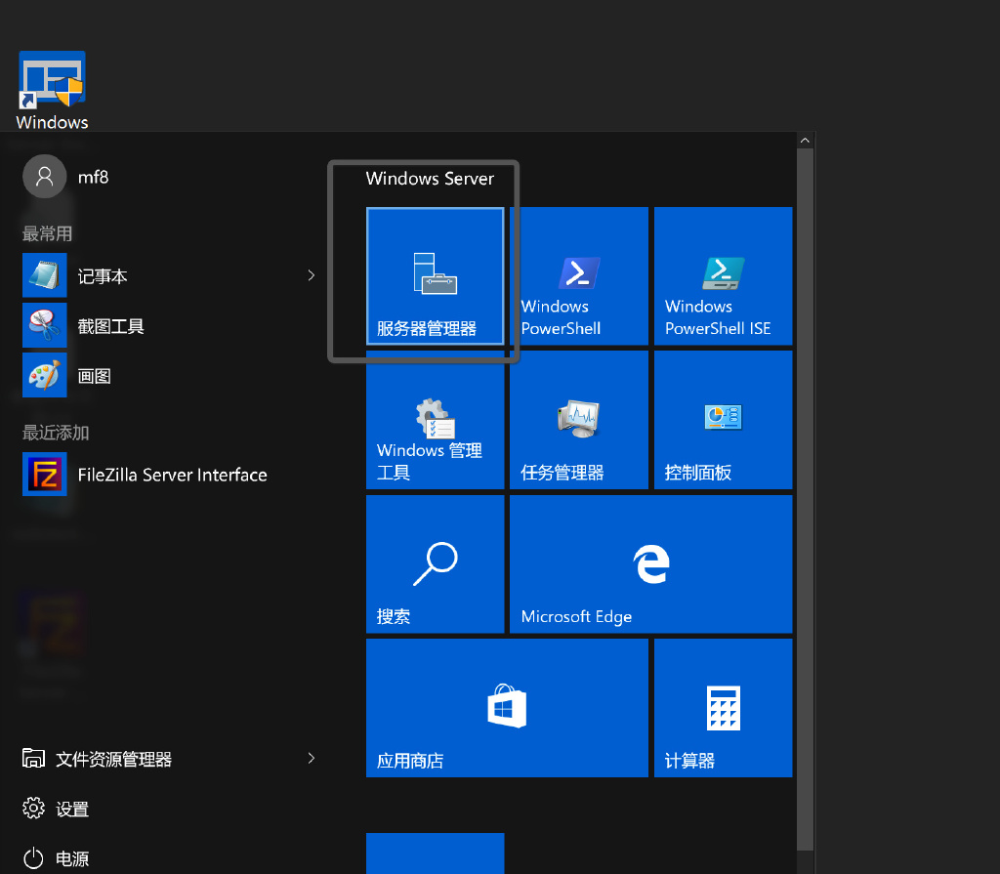 Windows
mf8
最常用
记事本
截图工具
画图
最近添加
FileZilla Server Interface
文件资源管理器
设置
电源
Windows Server
服务器管理器
Windows
PowerShell
Windows
PowerShell ISE
Windows 管理
工具
任务管理器
控制面板
搜索
Microsoft Edge
应用商店
计算器